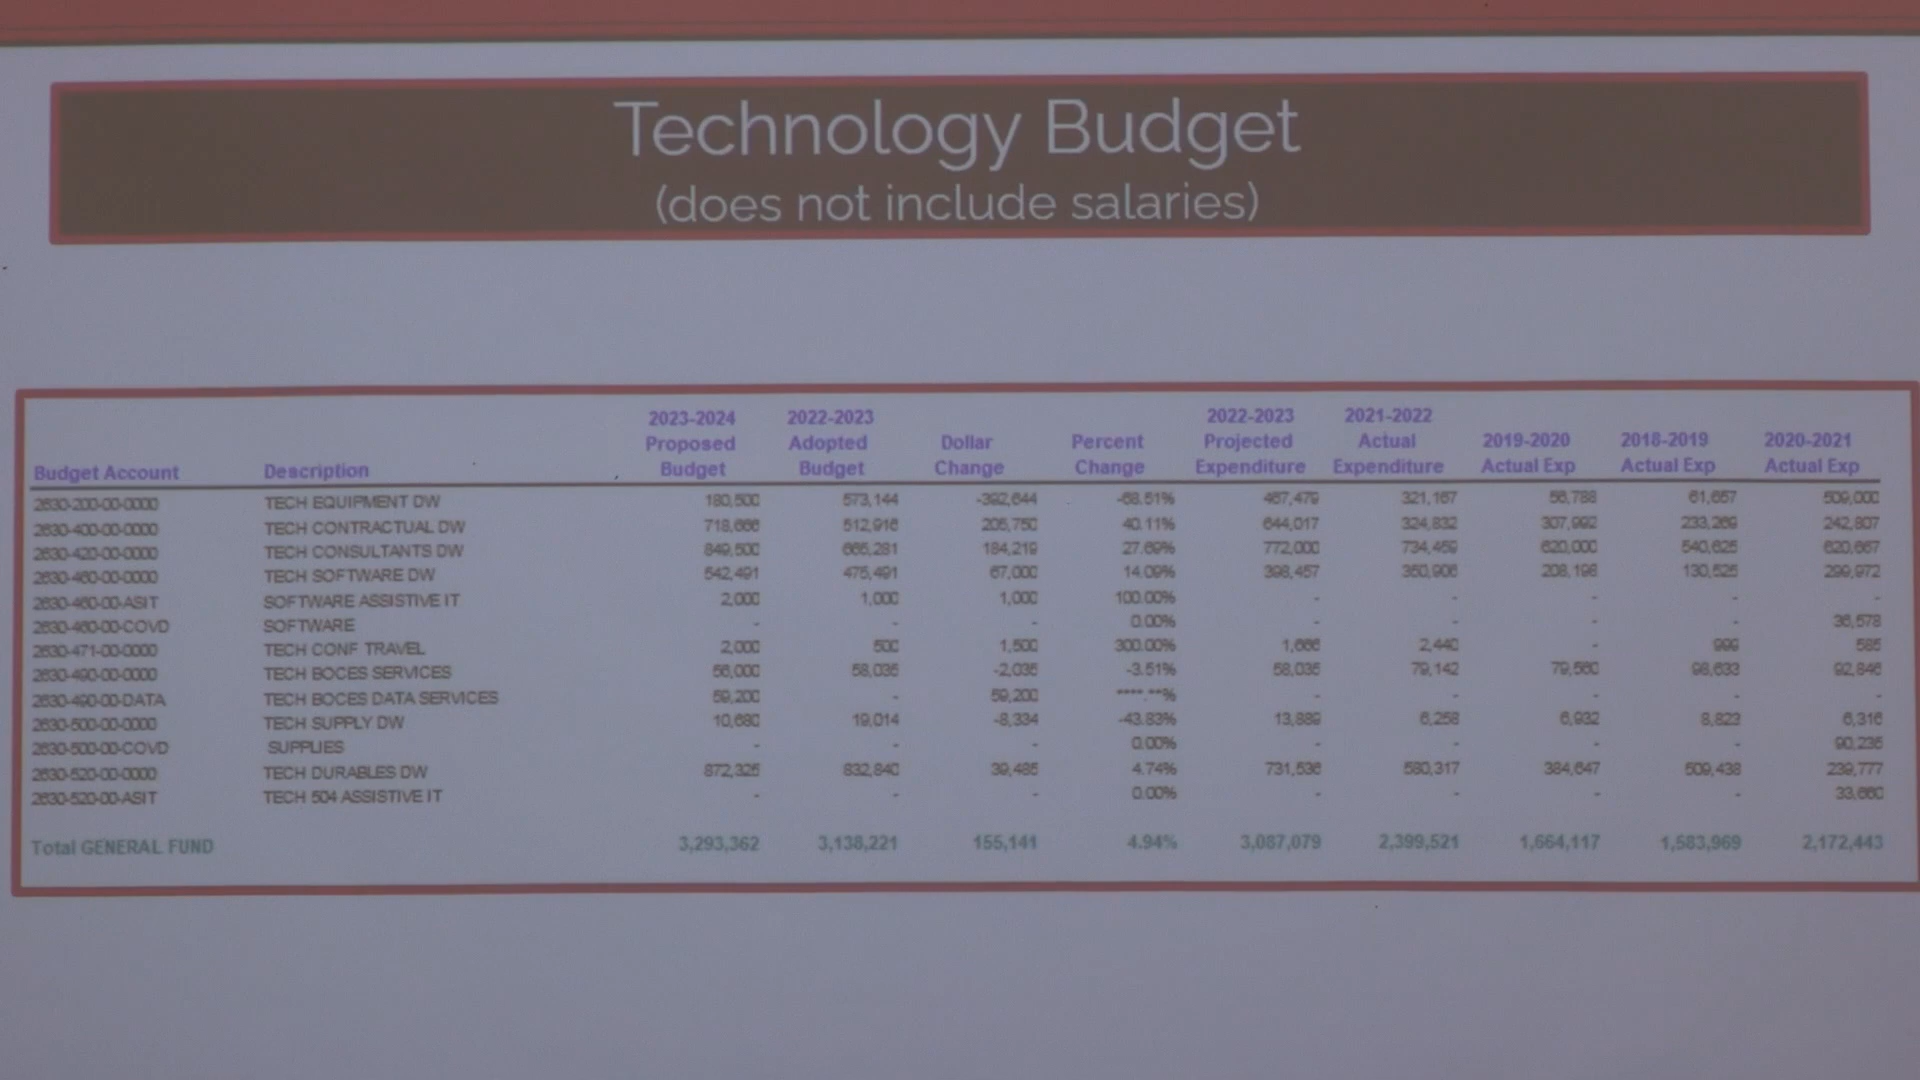 Technology Budget
(does not include salaries)
2023-2024 2022-2023 2022-2023 2021-2022
Proposed Adopted Dollar Percent Projected Actual 2019-2020 2018-2019 2020-2021
Budget Account Description Budget Budget Change Change Expenditure Expenditure Actual Exp Actual Exp Actual Exp
2630-200-00-0000 TECH EQUIPMENT DW 180,500 573,144 -392,644 -68.51% 467,479 321,167 56,788 61,657 509,000
2630-400-00-0000 TECH CONTRACTUAL DW 718,666 512,916 205,750 40.11% 644,017 324,832 307,992 233,269 242,807
2630-420-00-0000 TECH CONSULTANTS DW 849,500 665,281 184,219 27.69% 772,000 734,459 620,000 540,625 620,667
2630-460-00-0000 TECH SOFTWARE DW 542,491 475,491 67,000 14.09% 398,457 350,906 208,198 130,525 299,972
2630-460-00-ASIT SOFTWARE ASSISTIVE IT 2,000 1,000 1,000 100.00% - - - - -
2630-460-00-COVD SOFTWARE - - - 0.00% - - - - 36,578
2630-471-00-0000 TECH CONF TRAVEL 2,000 500 1,500 300.00% 1,666 2,440 - 999 585
2630-490-00-0000 TECH BOCES SERVICES 56,000 58,035 -2,035 -3.51% 58,035 79,142 79,560 98,633 92,846
2630-490-00-DATA TECH BOCES DATA SERVICES 59,200 - 59,200 ****.**% - - - - -
2630-500-00-0000 TECH SUPPLY DW 10,680 19,014 -8,334 -43.83% 13,889 6,258 6,932 8,823 6,316
2630-500-00-COVD SUPPLIES - - - 0.00% - - - - 90,235
2630-520-00-0000 TECH DURABLES DW 872,325 832,840 39,485 4.74% 731,536 580,317 384,647 509,438 239,777
2630-520-00-ASIT TECH 504 ASSISTIVE IT - - - 0.00% - - - - 33,660
Total GENERAL FUND 3,293,362 3,138,221 155,141 4.94% 3,087,079 2,399,521 1,664,117 1,583,969 2,172,443